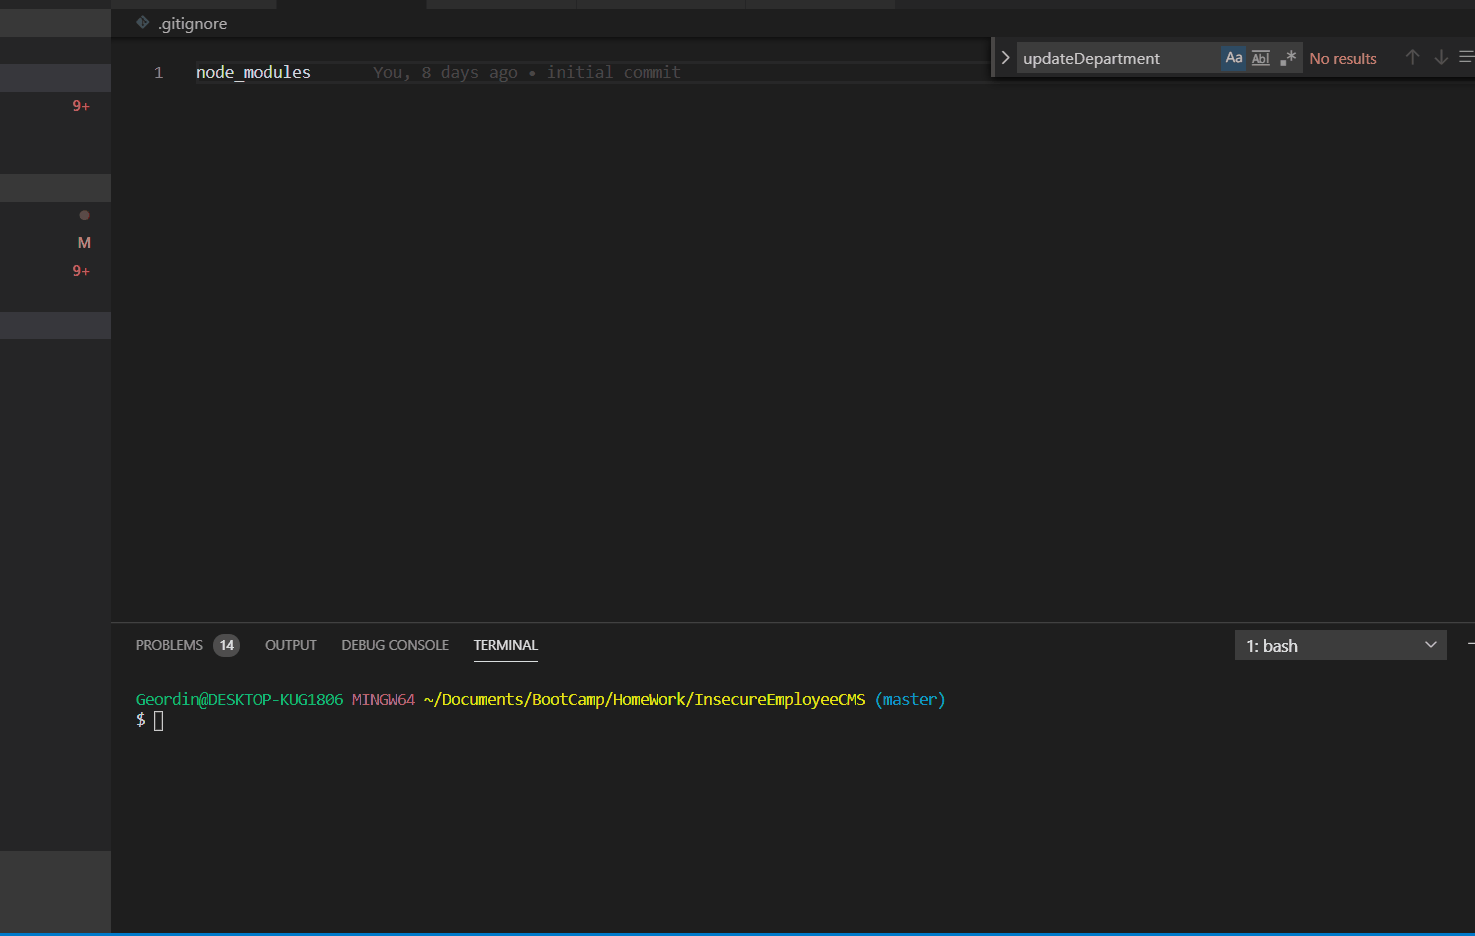 .gitignore
updateDepartment Aa Abl .* No results
1 node_modules You, 8 days ago • initial commit
9+
M
9+
PROBLEMS 14 OUTPUT DEBUG CONSOLE TERMINAL 1: bash
Geordin@DESKTOP-KUG1806 MINGW64 ~/Documents/BootCamp/HomeWork/InsecureEmployeeCMS (master)
$